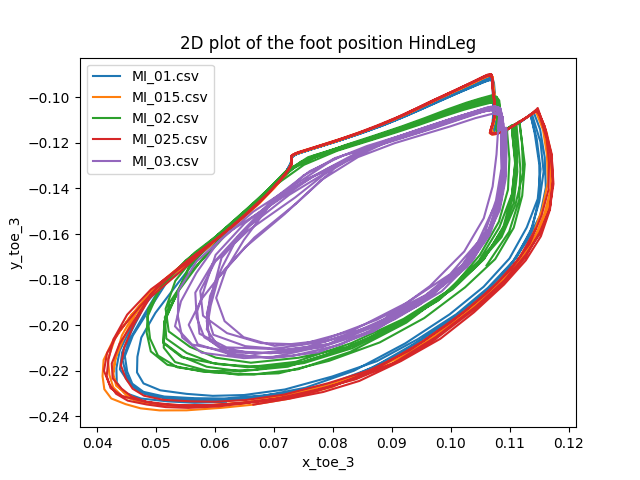 2D plot of the foot position HindLeg
MI_01.csv
MI_015.csv
MI_02.csv
MI_025.csv
MI_03.csv
y_toe_3
−0.10
−0.12
−0.14
−0.16
−0.18
−0.20
−0.22
−0.24
0.04 0.05 0.06 0.07 0.08 0.09 0.10 0.11 0.12
x_toe_3